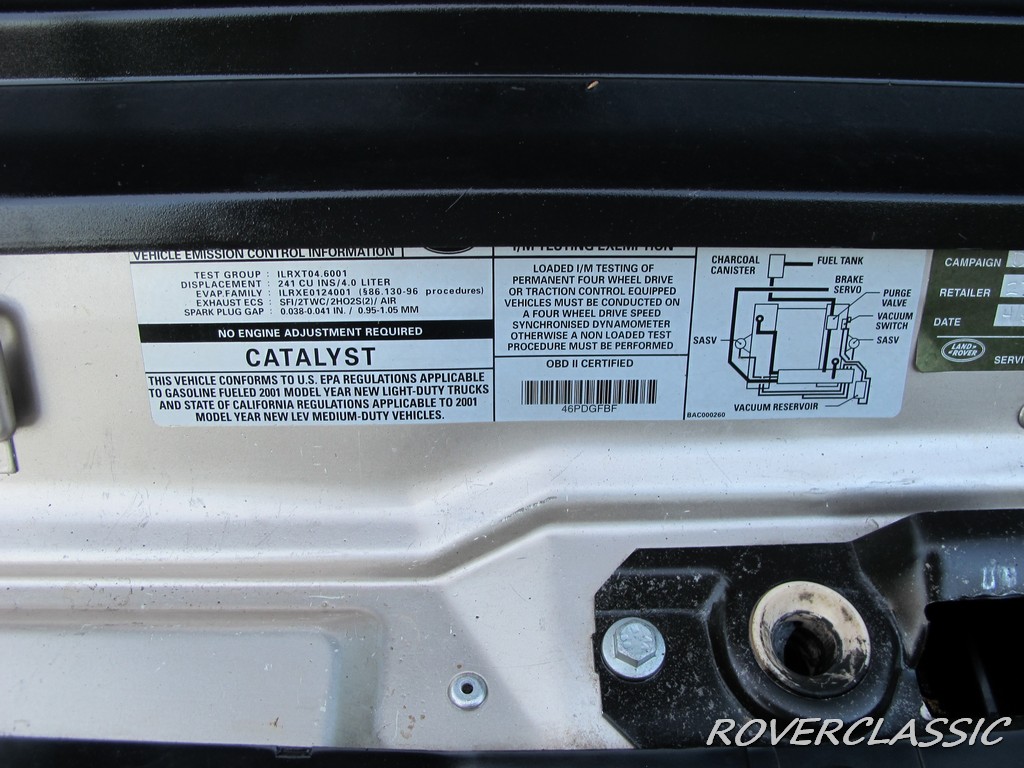 VEHICLE EMISSION CONTROL INFORMATION
TEST GROUP : ILRXT04.6001
DISPLACEMENT : 241 CU INS/4.0 LITER
EVAP.FAMILY : ILRXE0124001 (§86.130-96 procedures)
EXHAUST ECS : SFI/2TWC/2HO2S(2)/ AIR
SPARK PLUG GAP : 0.038-0.041 IN. / 0.95-1.05 MM
NO ENGINE ADJUSTMENT REQUIRED
CATALYST
THIS VEHICLE CONFORMS TO U.S. EPA REGULATIONS APPLICABLE
TO GASOLINE FUELED 2001 MODEL YEAR NEW LIGHT-DUTY TRUCKS
AND STATE OF CALIFORNIA REGULATIONS APPLICABLE TO 2001
MODEL YEAR NEW LEV MEDIUM-DUTY VEHICLES.
I/M TESTING EXEMPTION
LOADED I/M TESTING OF
PERMANENT FOUR WHEEL DRIVE
OR TRACTION CONTROL EQUIPPED
VEHICLES MUST BE CONDUCTED ON
A FOUR WHEEL DRIVE SPEED
SYNCHRONISED DYNAMOMETER
OTHERWISE A NON LOADED TEST
PROCEDURE MUST BE PERFORMED
OBD II CERTIFIED
46PDGFBF
CHARCOAL
CANISTER
FUEL TANK
BRAKE
SERVO
PURGE
VALVE
VACUUM
SWITCH
SASV
SASV
VACUUM RESERVOIR
BAC000260
CAMPAIGN
RETAILER
DATE
LAND
ROVER
SERVI
ROVERCLASSIC